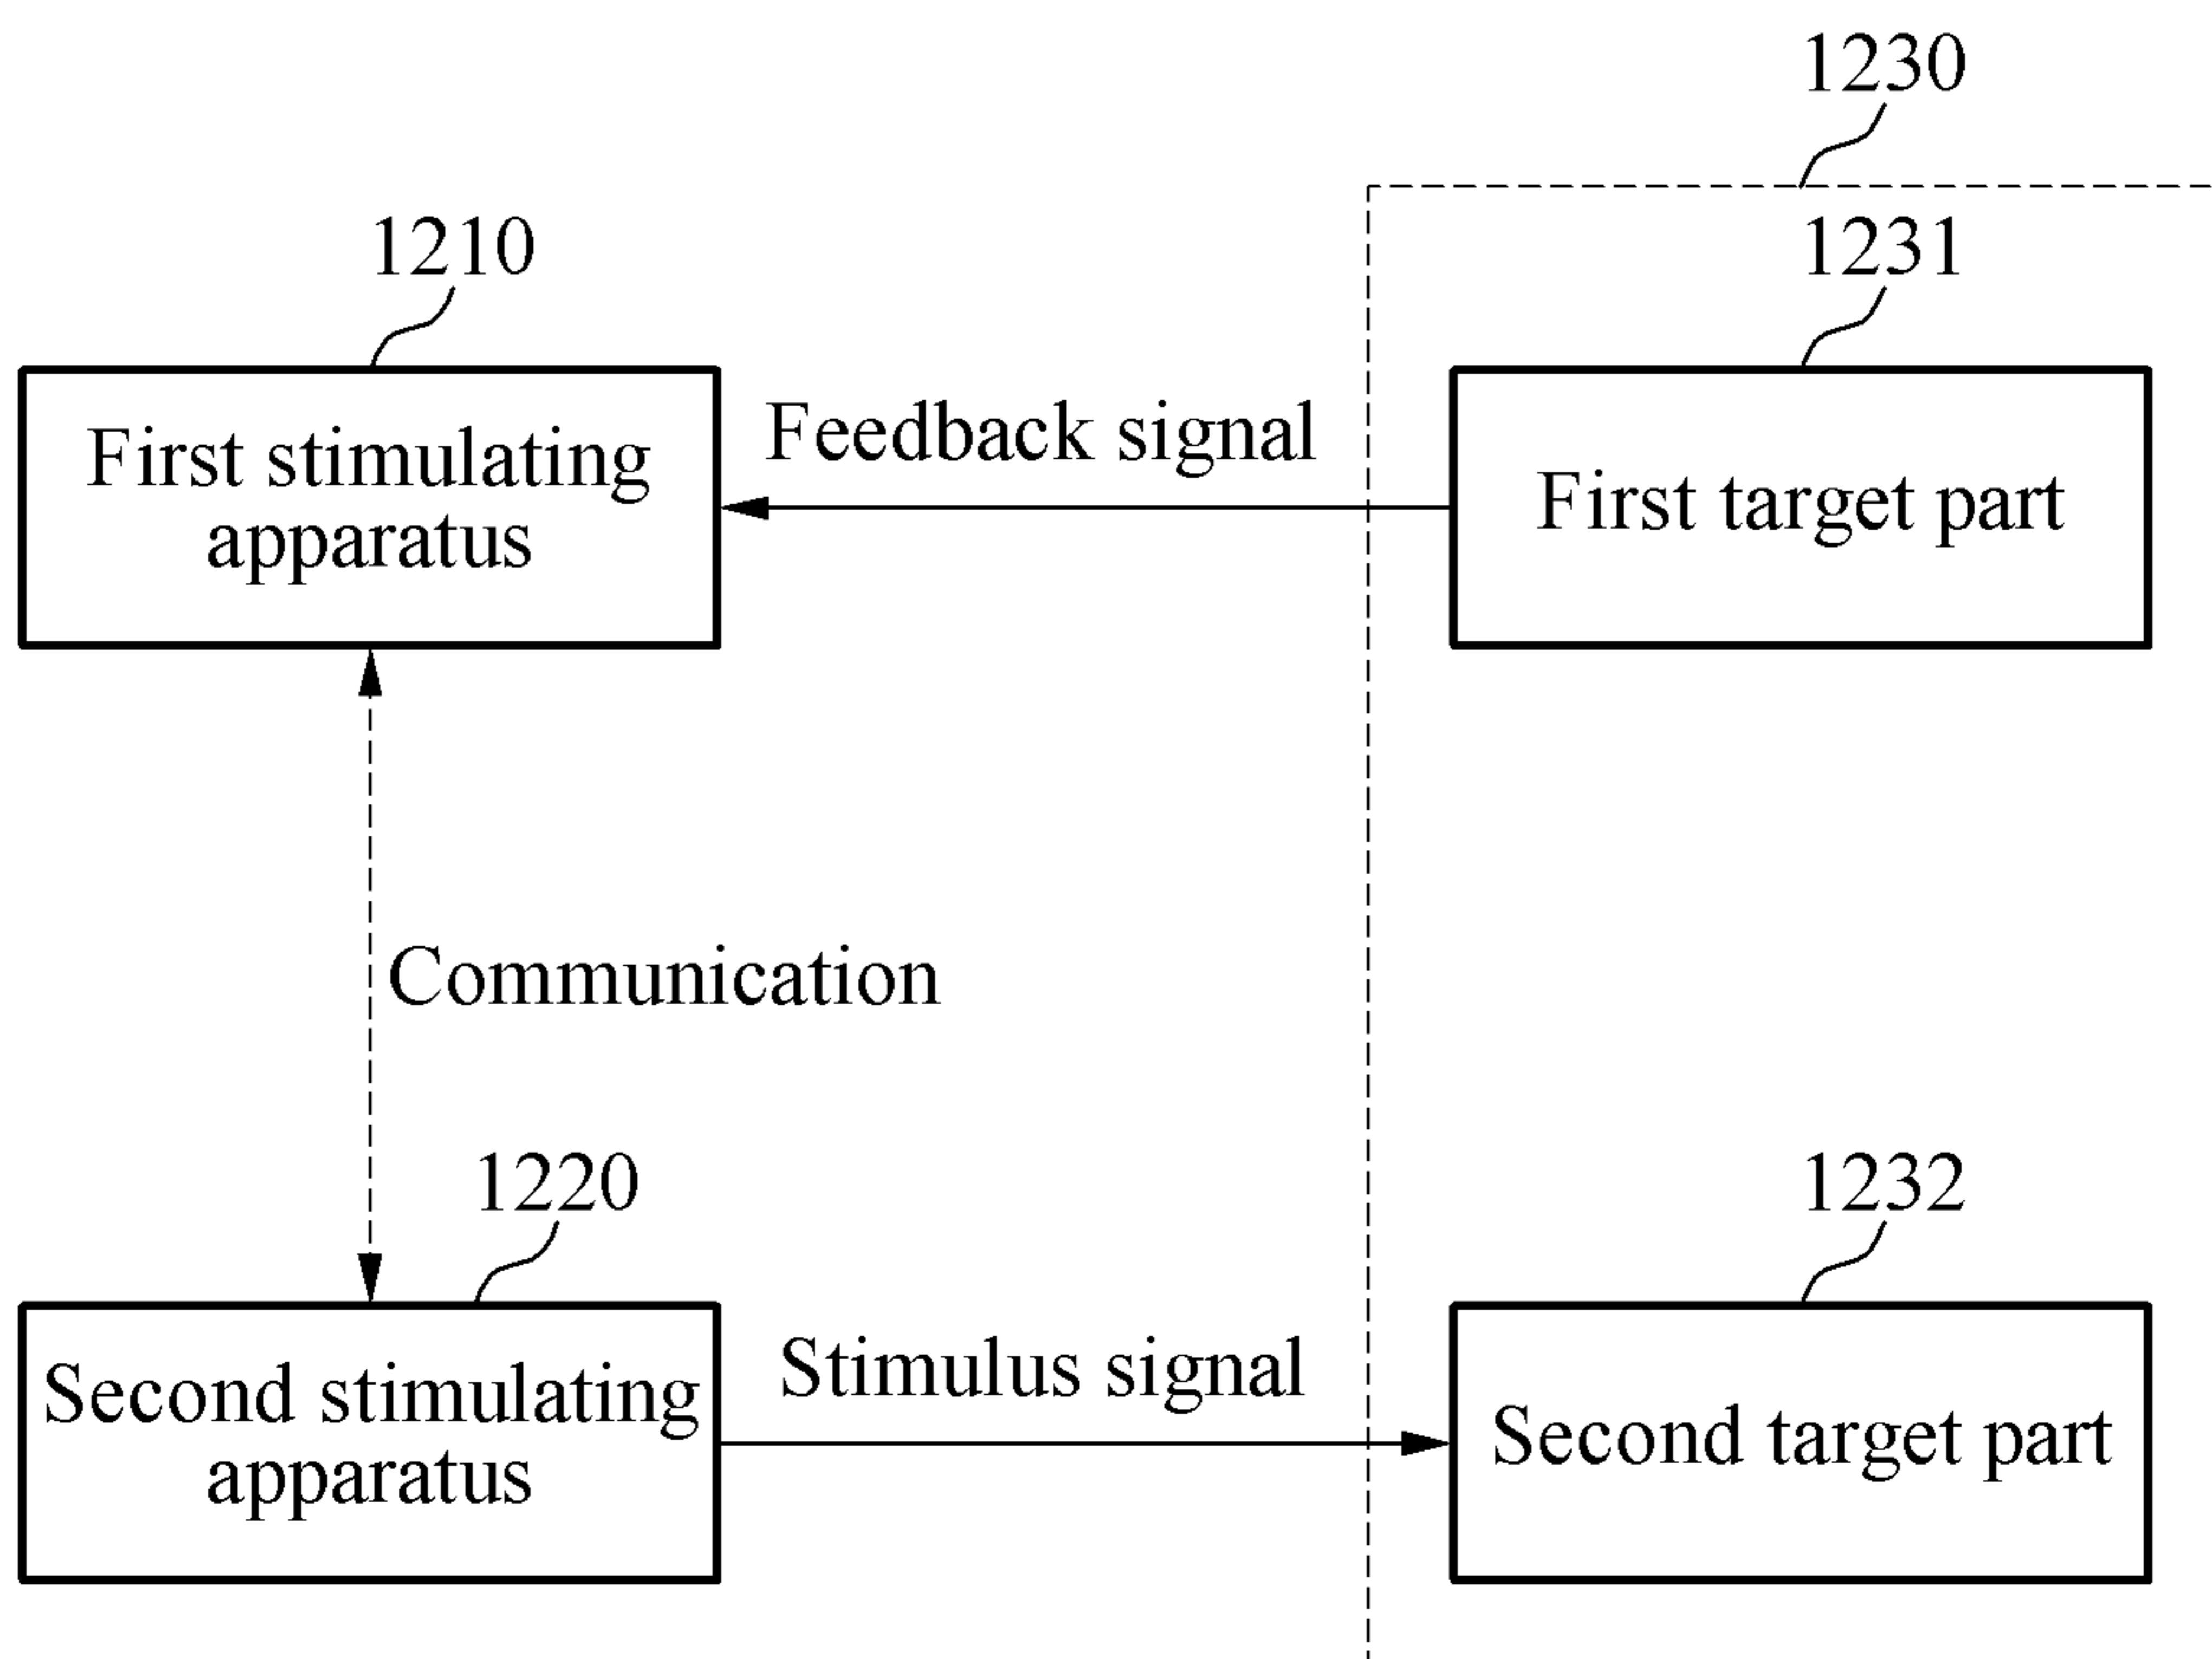 1230
1210
1231
First stimulating
apparatus
Feedback signal
First target part
Communication
1220
1232
Second stimulating
apparatus
Stimulus signal
Second target part